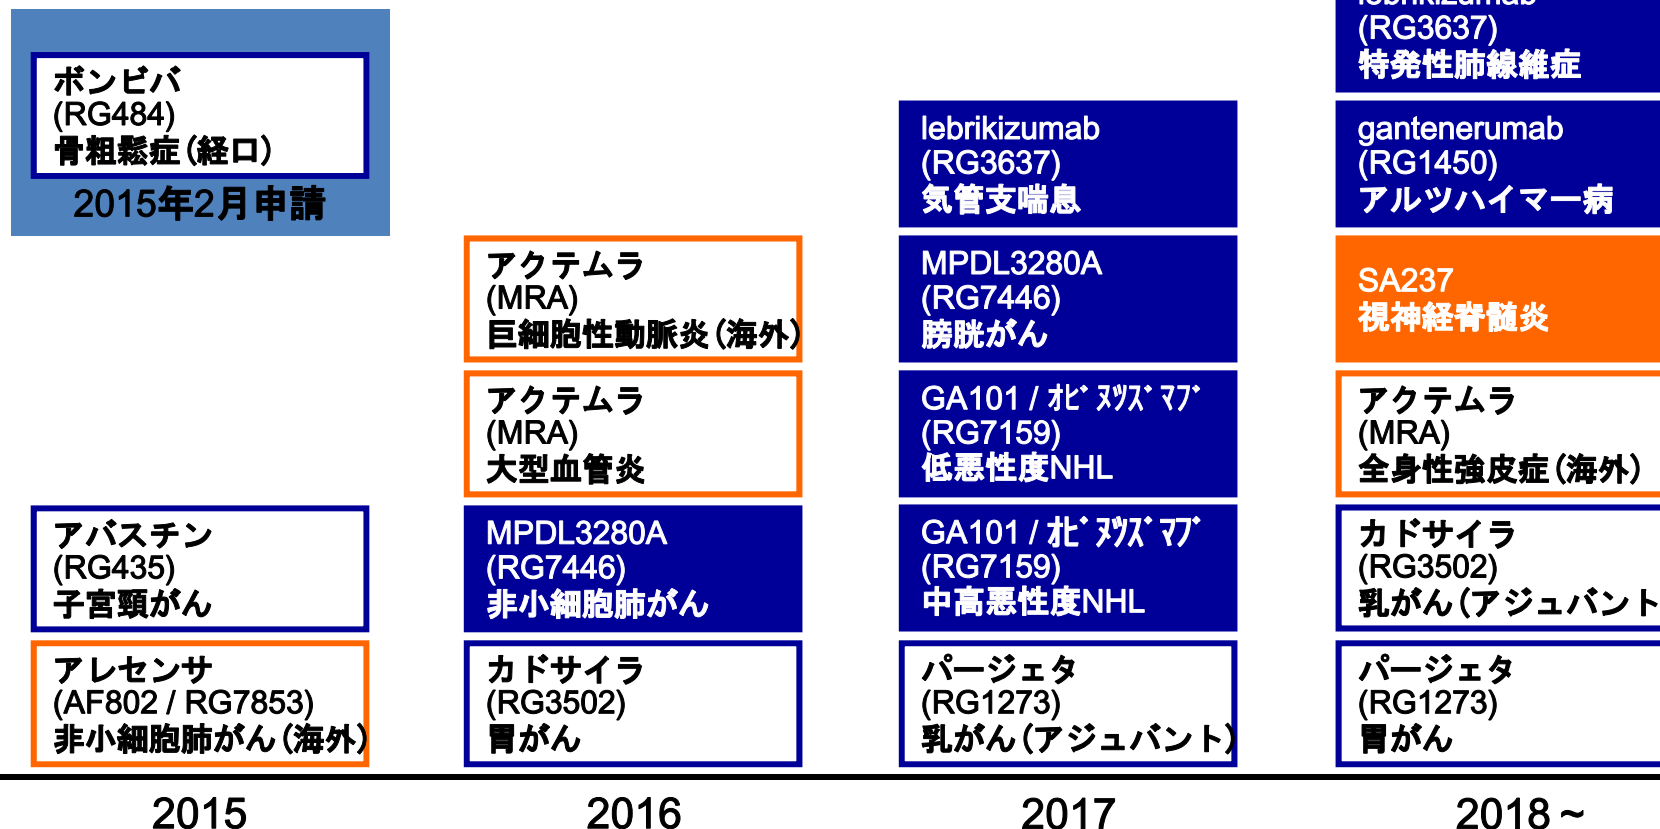 ボンビバ
(RG484)
骨粗鬆症(経口)
2015年2月申請
アバスチン
(RG435)
子宮頸がん
アレセンサ
(AF802 / RG7853)
非小細胞肺がん(海外)
2015
アクテムラ
(MRA)
巨細胞性動脈炎(海外)
アクテムラ
(MRA)
大型血管炎
MPDL3280A
(RG7446)
非小細胞肺がん
カドサイラ
(RG3502)
胃がん
2016
lebrikizumab
(RG3637)
気管支喘息
MPDL3280A
(RG7446)
膀胱がん
GA101 / ｵﾋﾞﾇﾂｽﾞﾏﾌﾞ
(RG7159)
低悪性度NHL
GA101 / ｵﾋﾞﾇﾂｽﾞﾏﾌﾞ
(RG7159)
中高悪性度NHL
パージェタ
(RG1273)
乳がん(アジュバント)
2017
lebrikizumab
(RG3637)
特発性肺線維症
gantenerumab
(RG1450)
アルツハイマー病
SA237
視神経脊髄炎
アクテムラ
(MRA)
全身性強皮症(海外)
カドサイラ
(RG3502)
乳がん(アジュバント
パージェタ
(RG1273)
胃がん
2018～